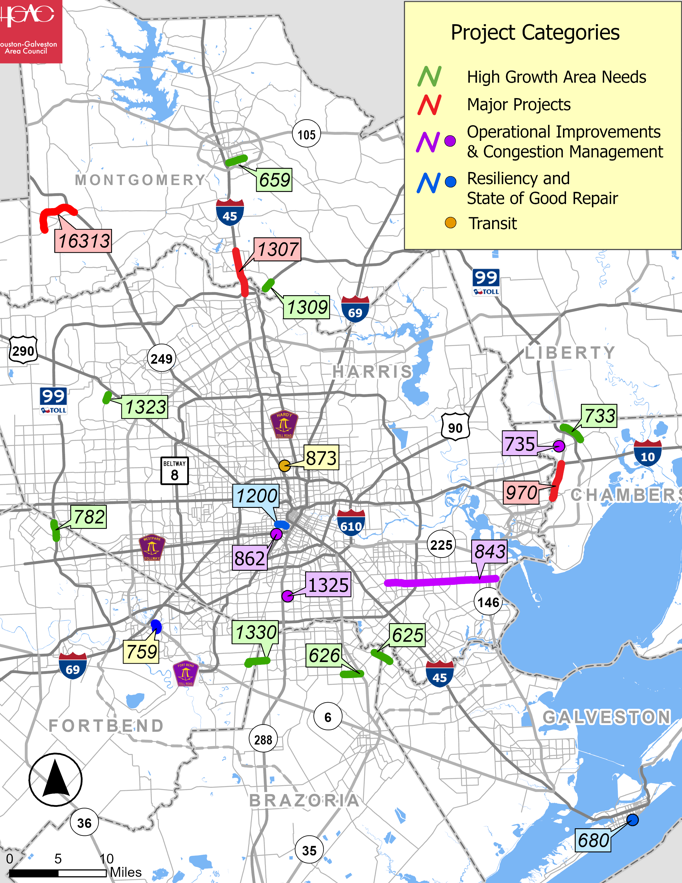 H GAC
ouston-Galveston
Area Council
Project Categories
High Growth Area Needs
Major Projects
Operational Improvements
& Congestion Management
Resiliency and
State of Good Repair
Transit
105
MONTGOMERY
659
45
16313
1307
99
TOLL
1309
69
290
249
LIBERTY
HARRIS
99
TOLL
1323
HARDY
90
733
735
873
10
BELTWAY
8
970
CHAMBERS
1200
782
610
862
225
843
1325
146
759
1330
625
626
69
45
FORTBEND
6
GALVESTON
288
BRAZORIA
36
680
35
0 5 10
Miles